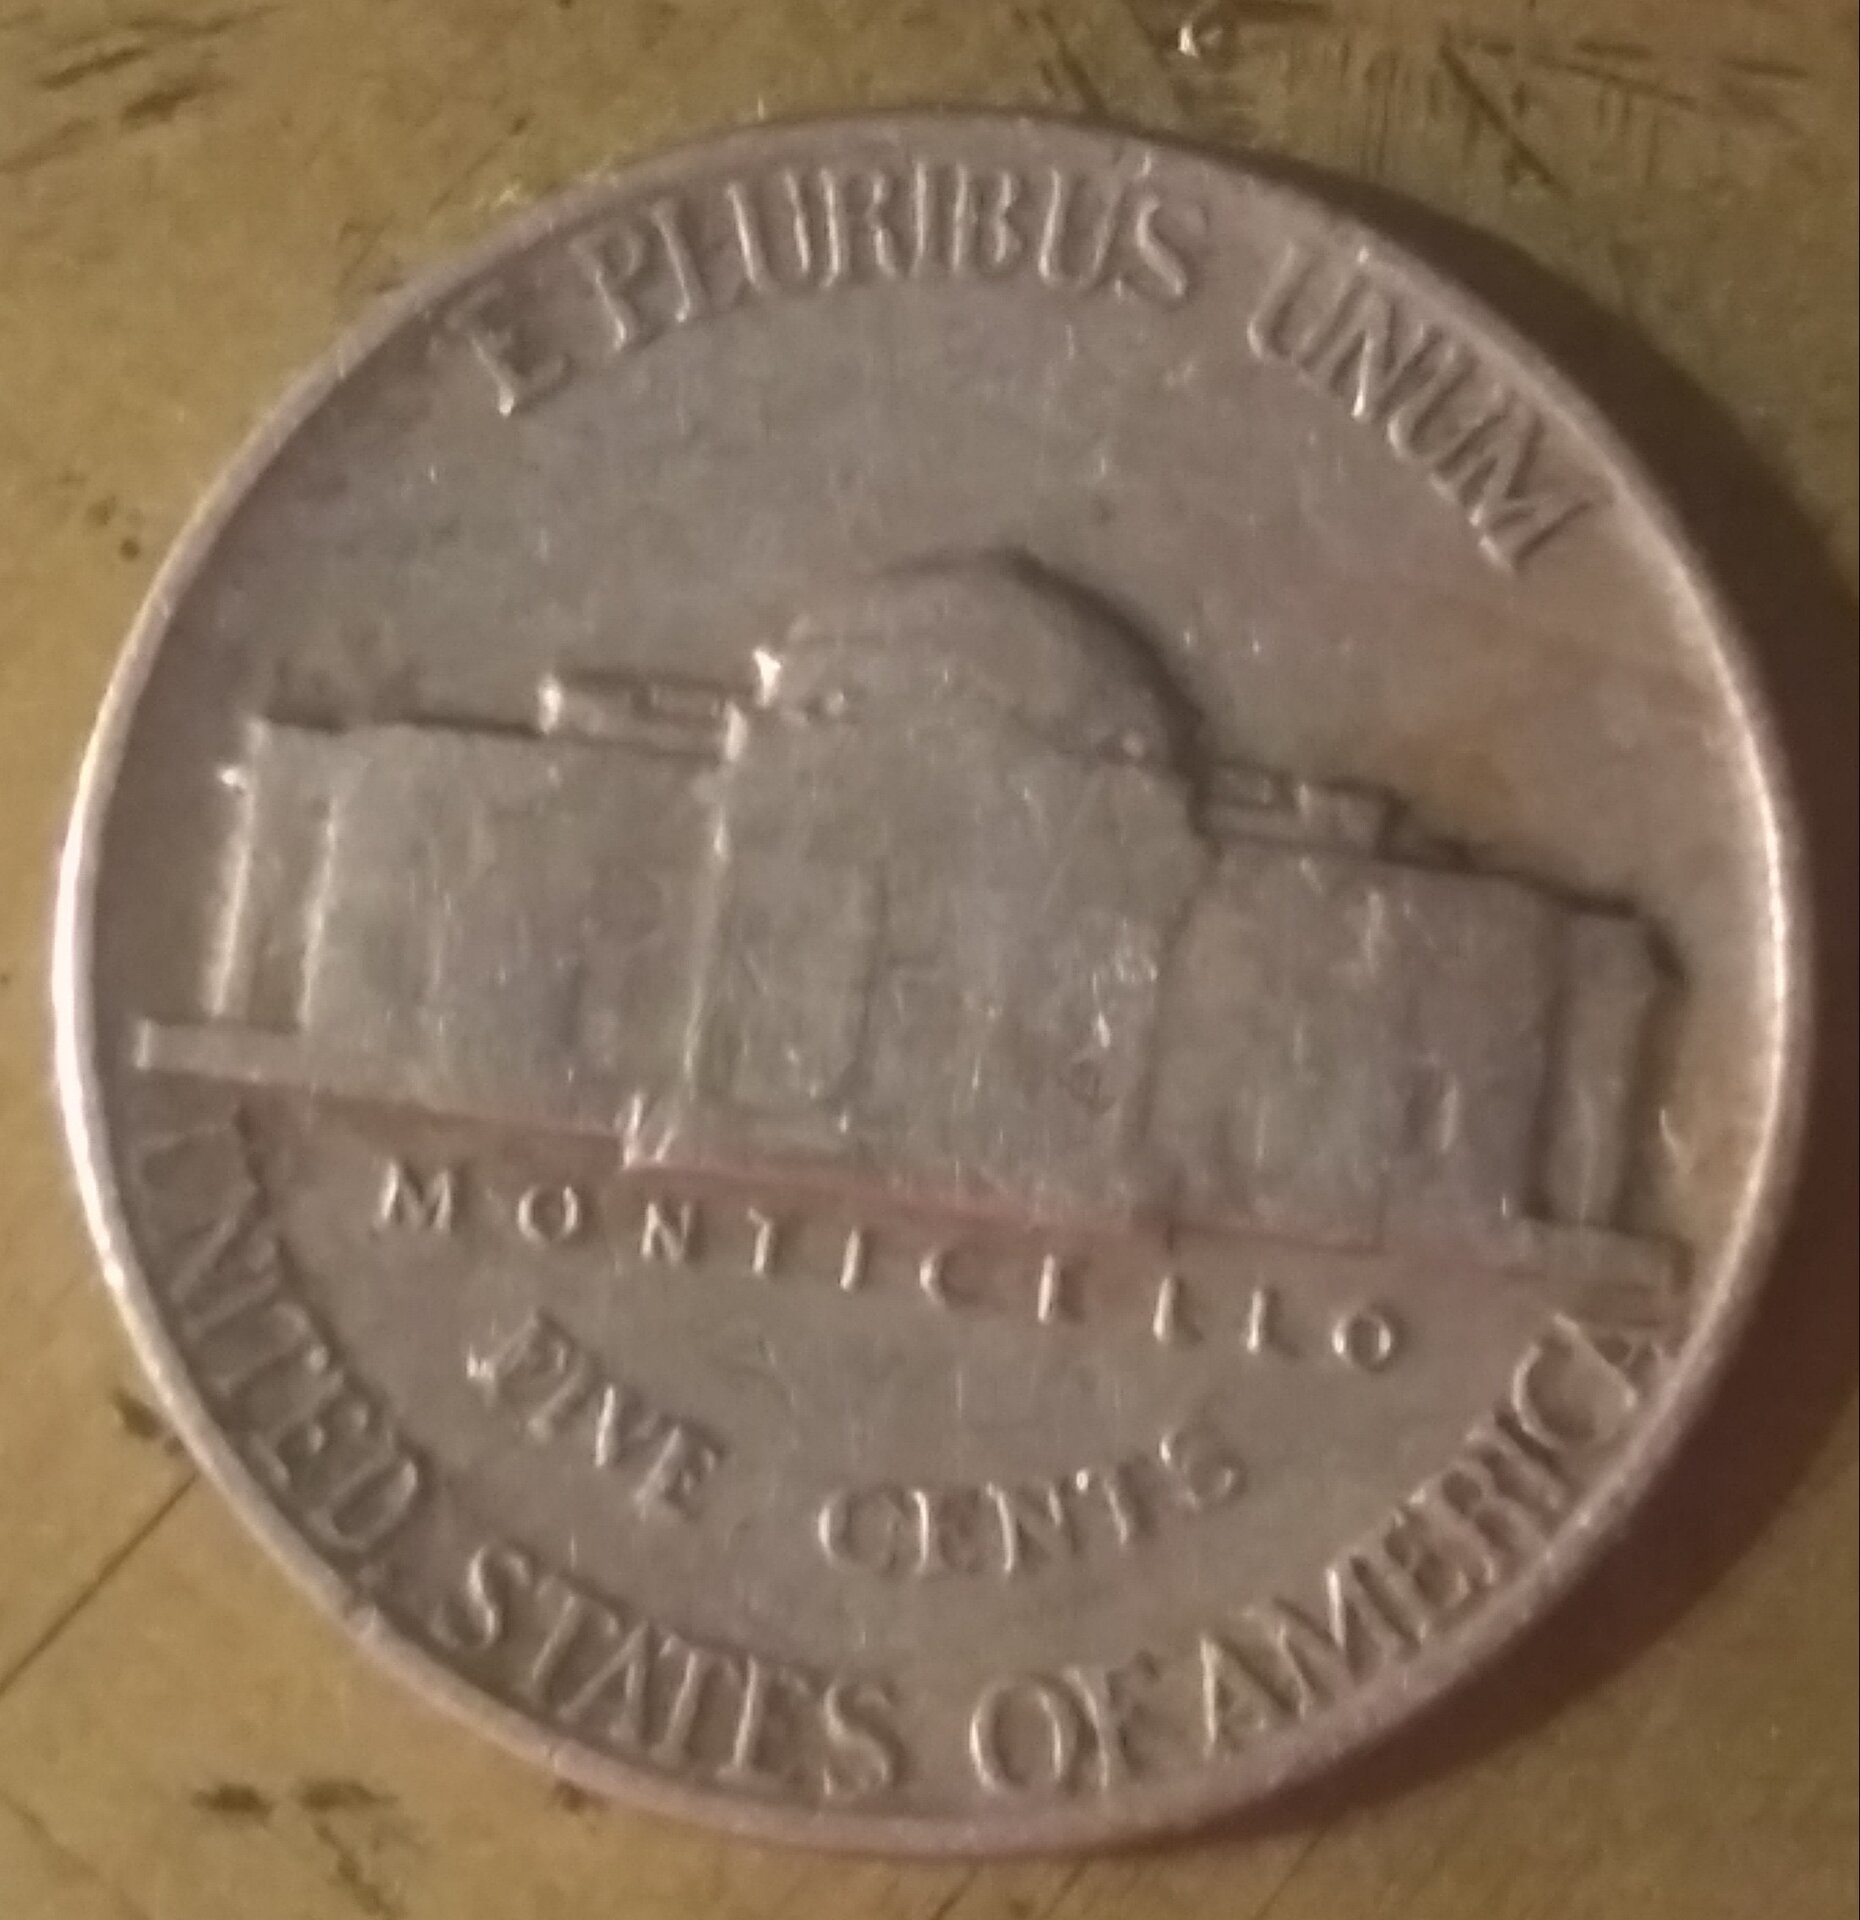 E PLURIBUS UNUM
MONTICELLO
FIVE CENTS
UNITED STATES OF AMERICA